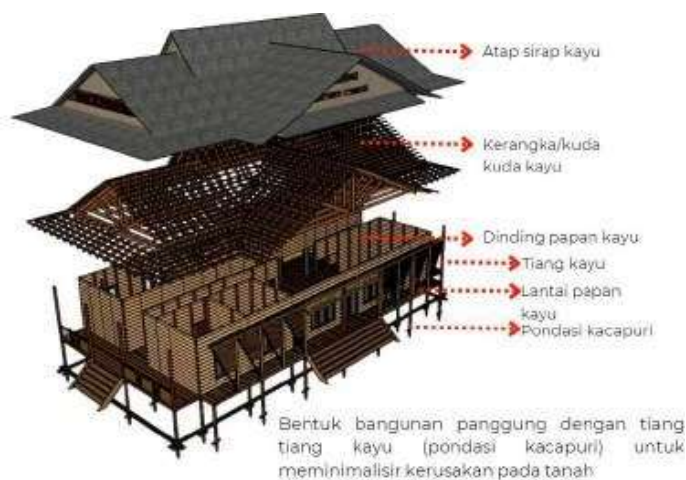 Atap sirap kayu
Kerangka/kuda
kuda kayu
Dinding papan kayu
Tiang kayu
Lantai papan
kayu
Pondasi kacapuri
Bentuk bangunan panggung dengan tiang
tiang kayu (pondasi kacapuri) untuk
meminimalisir kerusakan pada tanah